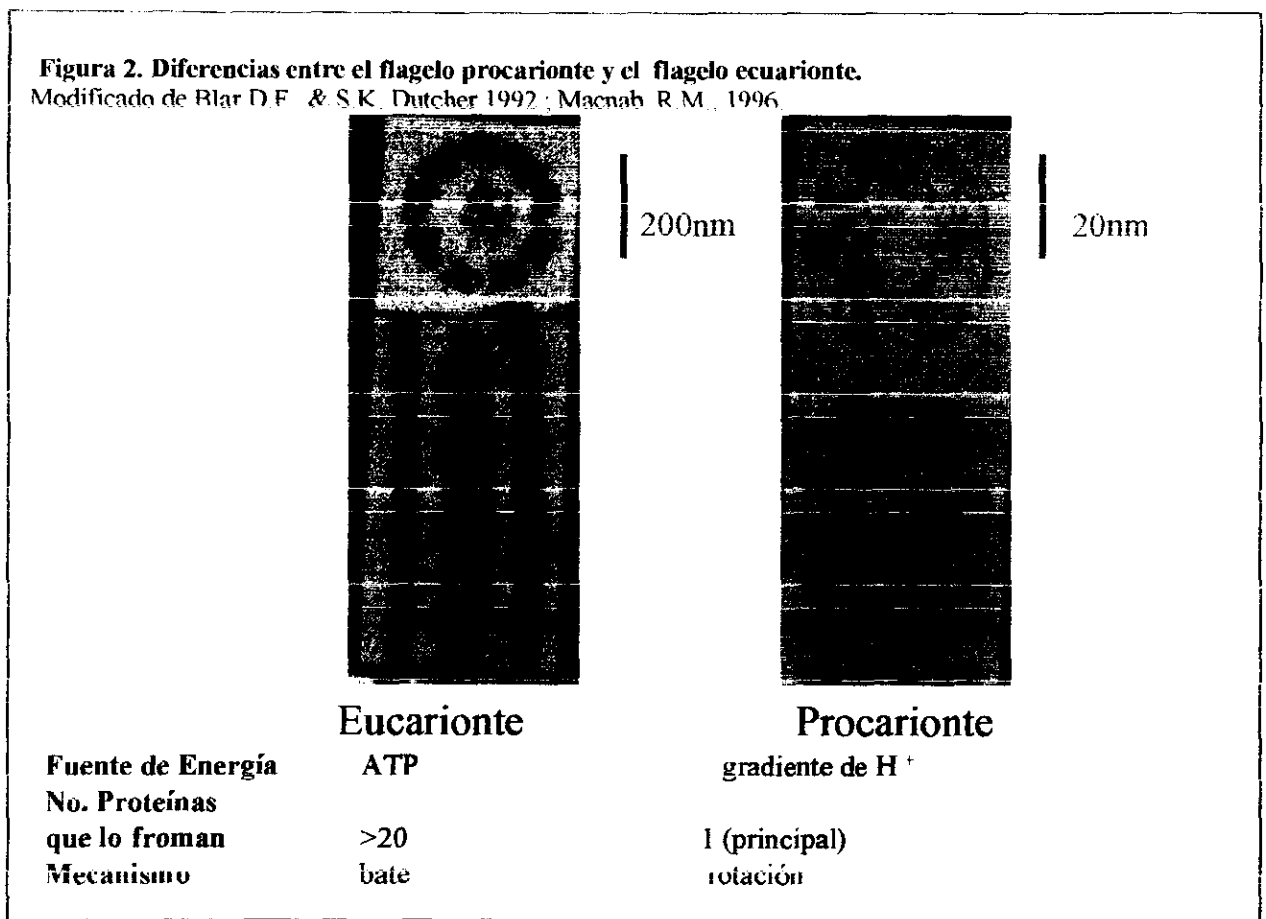 Figura 2. Diferencias entre el flagelo procarionte y el flagelo ecuarionte.
Modificado de Blar D.F. & S.K. Dutcher 1992 ; Macnab R.M., 1996
200nm 20nm
Eucarionte Procarionte
Fuente de Energía ATP gradiente de H +
No. Proteínas
que lo froman >20 1 (principal)
Mecanismo bate rotación